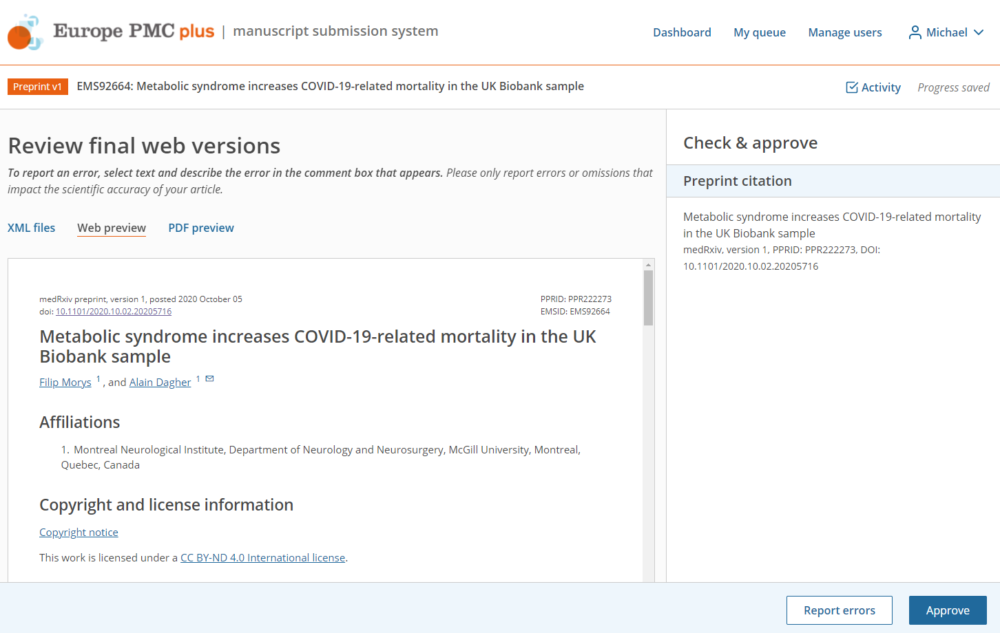 Europe PMC plus | manuscript submission system
Dashboard My queue Manage users Michael
Preprint v1 EMS92664: Metabolic syndrome increases COVID-19-related mortality in the UK Biobank sample
Activity Progress saved
Review final web versions
To report an error, select text and describe the error in the comment box that appears. Please only report errors or omissions that
impact the scientific accuracy of your article.
XML files Web preview PDF preview
medRxiv preprint, version 1, posted 2020 October 05
doi: 10.1101/2020.10.02.20205716
PPRID: PPR222273
EMSID: EMS92664
Metabolic syndrome increases COVID-19-related mortality in the UK
Biobank sample
Filip Morys 1 , and Alain Dagher 1
Affiliations
1. Montreal Neurological Institute, Department of Neurology and Neurosurgery, McGill University, Montreal,
Quebec, Canada
Copyright and license information
Copyright notice
This work is licensed under a CC BY-ND 4.0 International license.
Check & approve
Preprint citation
Metabolic syndrome increases COVID-19-related mortality
in the UK Biobank sample
medRxiv, version 1, PPRID: PPR222273, DOI:
10.1101/2020.10.02.20205716
Report errors Approve